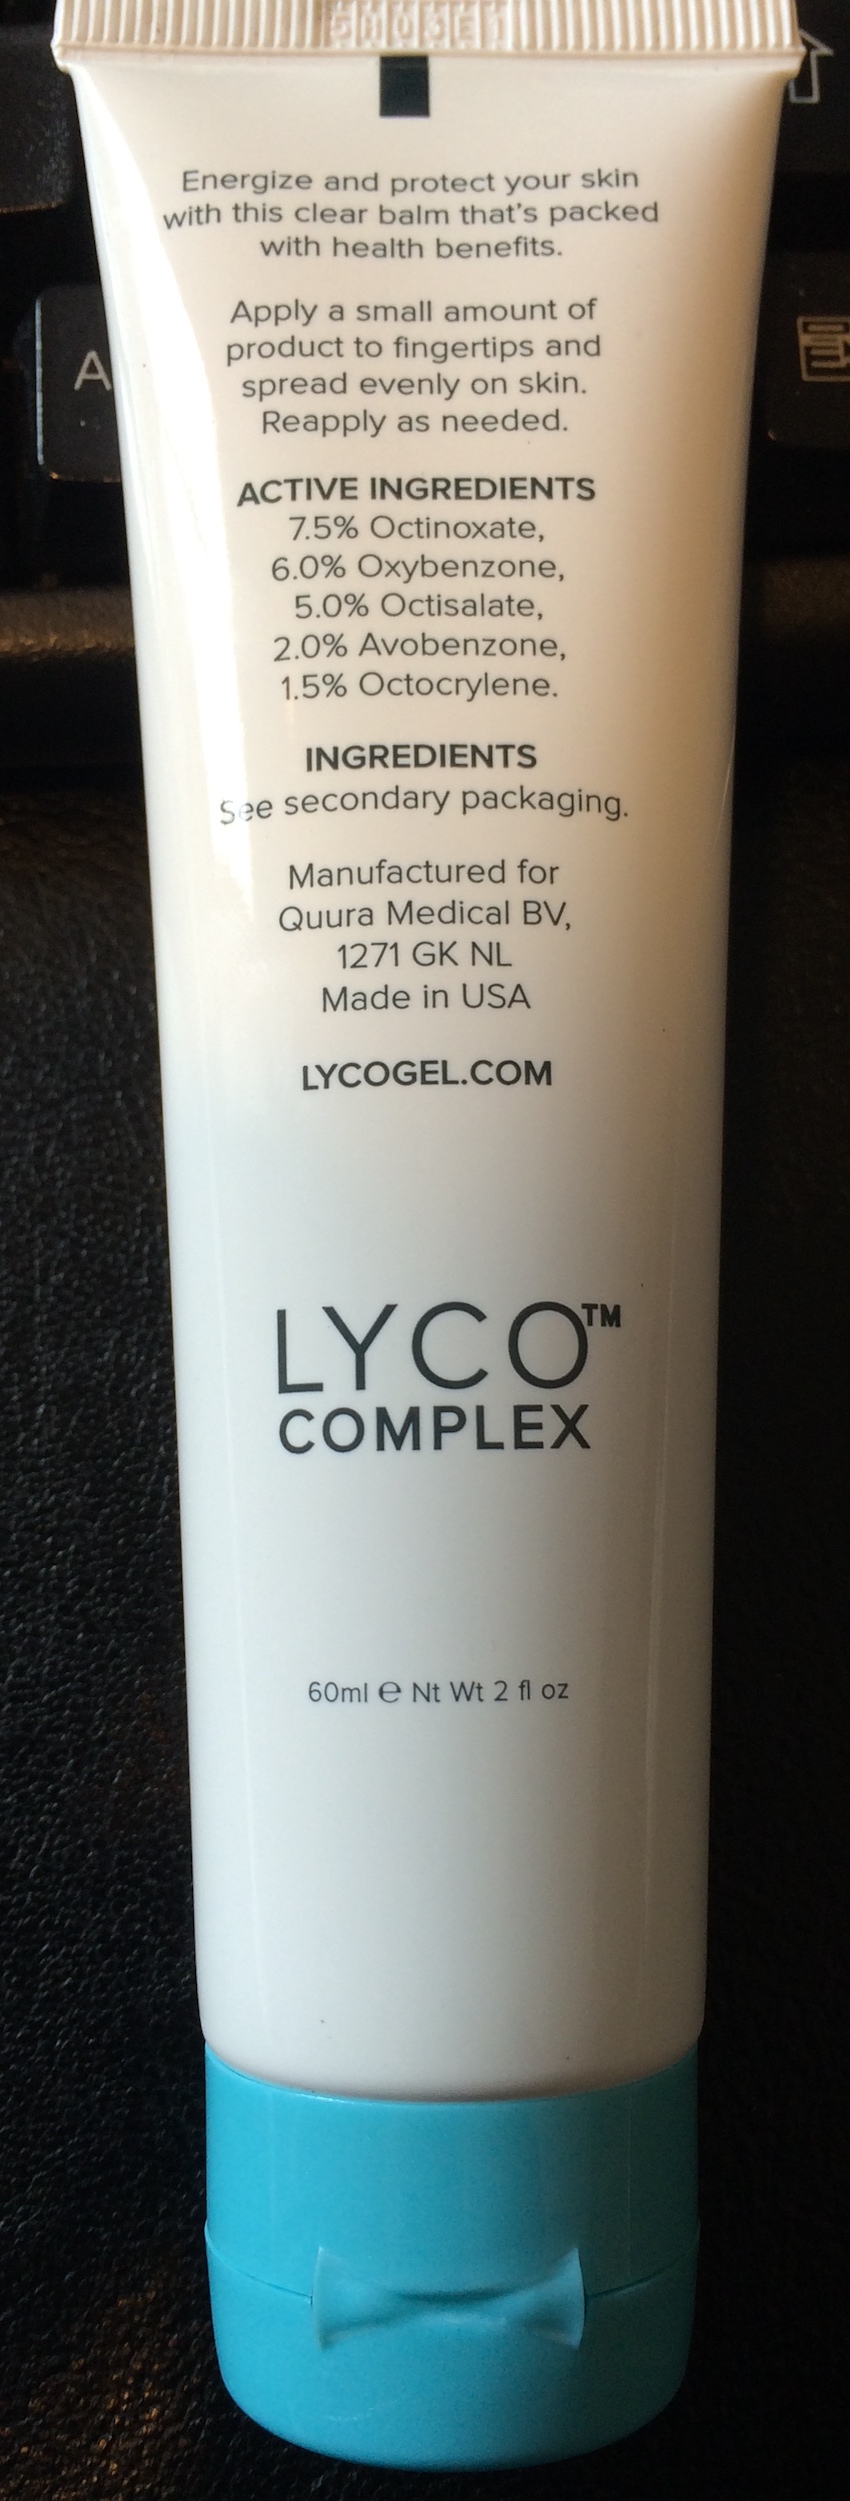 Energize and protect your skin
with this clear balm that's packed
with health benefits.
Apply a small amount of
product to fingertips and
spread evenly on skin.
Reapply as needed.
ACTIVE INGREDIENTS
7.5% Octinoxate,
6.0% Oxybenzone,
5.0% Octisalate,
2.0% Avobenzone,
1.5% Octocrylene.
INGREDIENTS
See secondary packaging.
Manufactured for
Quura Medical BV,
1271 GK NL
Made in USA
LYCOGEL.COM
LYCO™
COMPLEX
60ml ℮ Nt Wt 2 fl oz
A